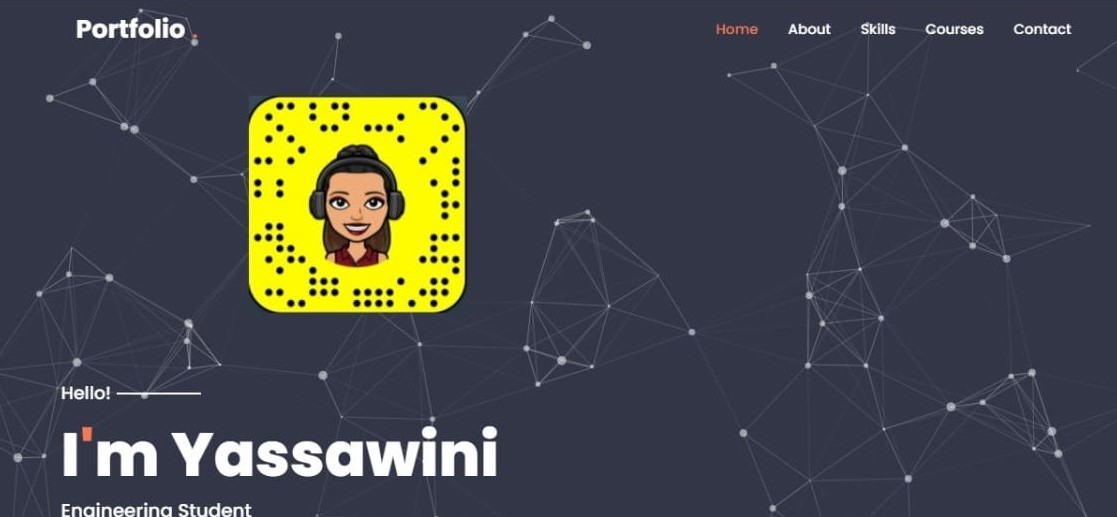 Portfolio .
Home About Skills Courses Contact
Hello!
I'm Yassawini
Engineering Student